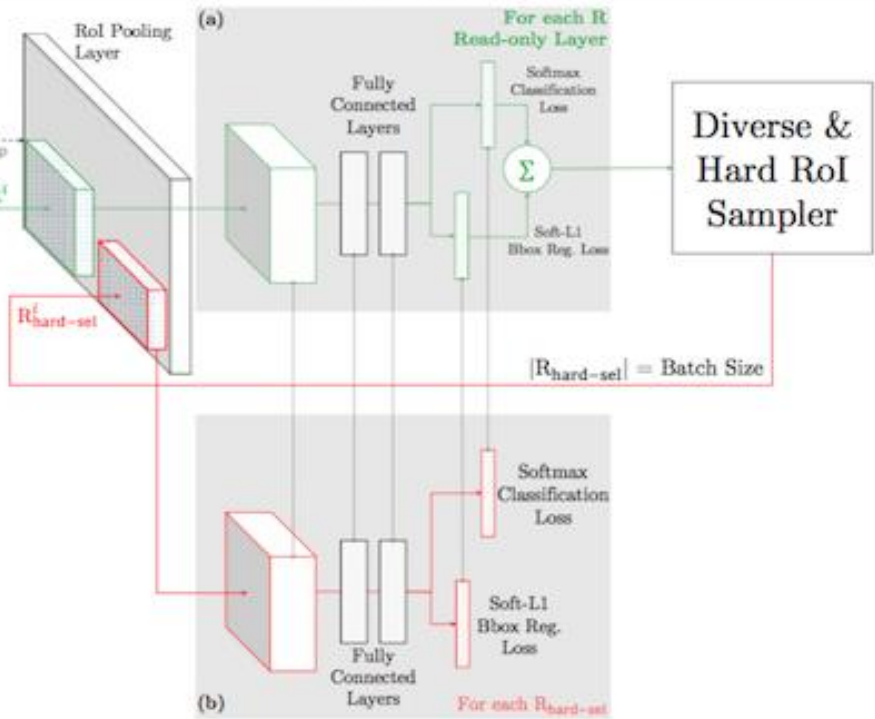 RoI Pooling
Layer
(a)
For each R
Read-only Layer
Fully
Connected
Layers
Softmax
Classification
Loss
Σ
Soft-L1
Bbox Reg. Loss
Diverse &
Hard RoI
Sampler
R^i_hard-sel
|R_hard-sel| = Batch Size
Softmax
Classification
Loss
Soft-L1
Bbox Reg.
Loss
Fully
Connected
Layers
(b)
For each R_hard-sel